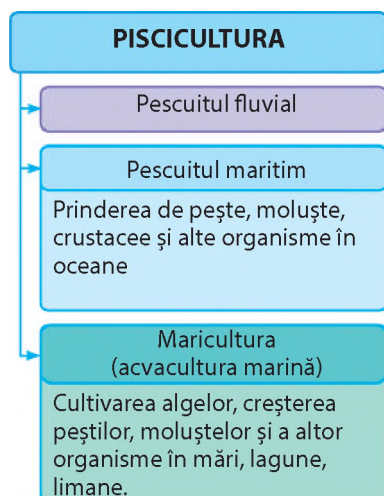 PISCICULTURA
Pescuitul fluvial
Pescuitul maritim
Prinderea de pește, moluște,
crustacee și alte organisme în
oceane
Maricultura
(acvacultura marină)
Cultivarea algelor, creșterea
peștilor, moluștelor și a altor
organisme în mări, lagune,
limane.